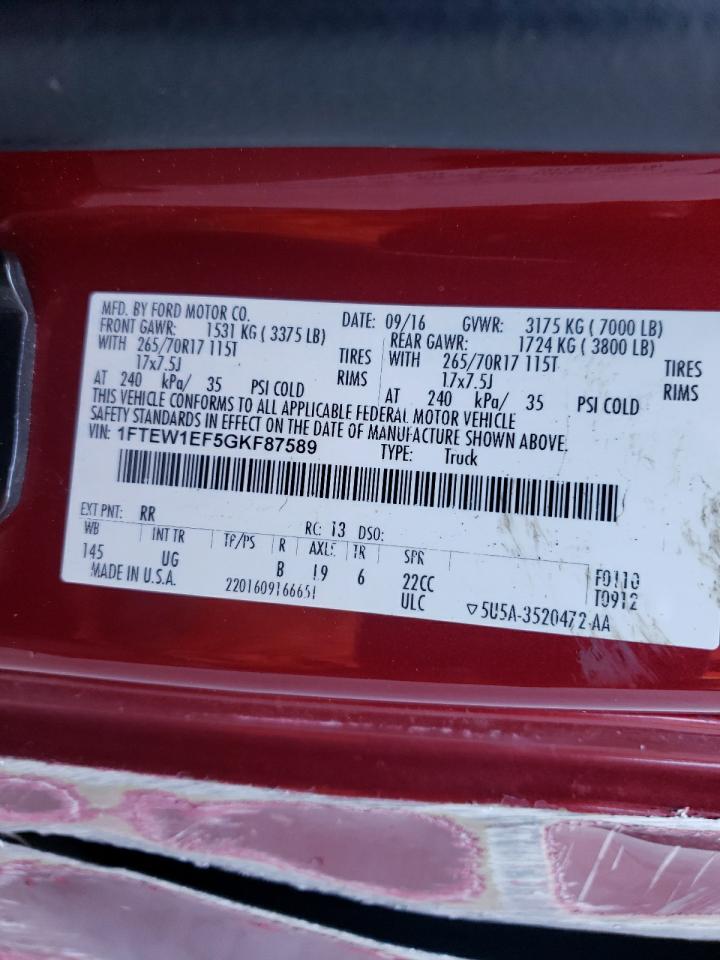 MFD. BY FORD MOTOR CO. DATE: 09/16 GVWR: 3175 KG ( 7000 LB)
FRONT GAWR: 1531 KG ( 3375 LB) REAR GAWR: 1724 KG ( 3800 LB)
WITH 265/70R17 115T TIRES WITH 265/70R17 115T TIRES
17x7.5J RIMS 17x7.5J RIMS
AT 240 kPa/ 35 PSI COLD AT 240 kPa/ 35 PSI COLD
THIS VEHICLE CONFORMS TO ALL APPLICABLE FEDERAL MOTOR VEHICLE
SAFETY STANDARDS IN EFFECT ON THE DATE OF MANUFACTURE SHOWN ABOVE.
VIN: 1FTEW1EF5GKF87589 TYPE: Truck
EXT PNT: RR RC: 13 DSO:
WB INT TR TP/PS R AXLE TR SPR
145 UG B 19 6 22CC F0110
MADE IN U.S.A. 220160916651 ULC T0912
▽5U5A-3520472-AA